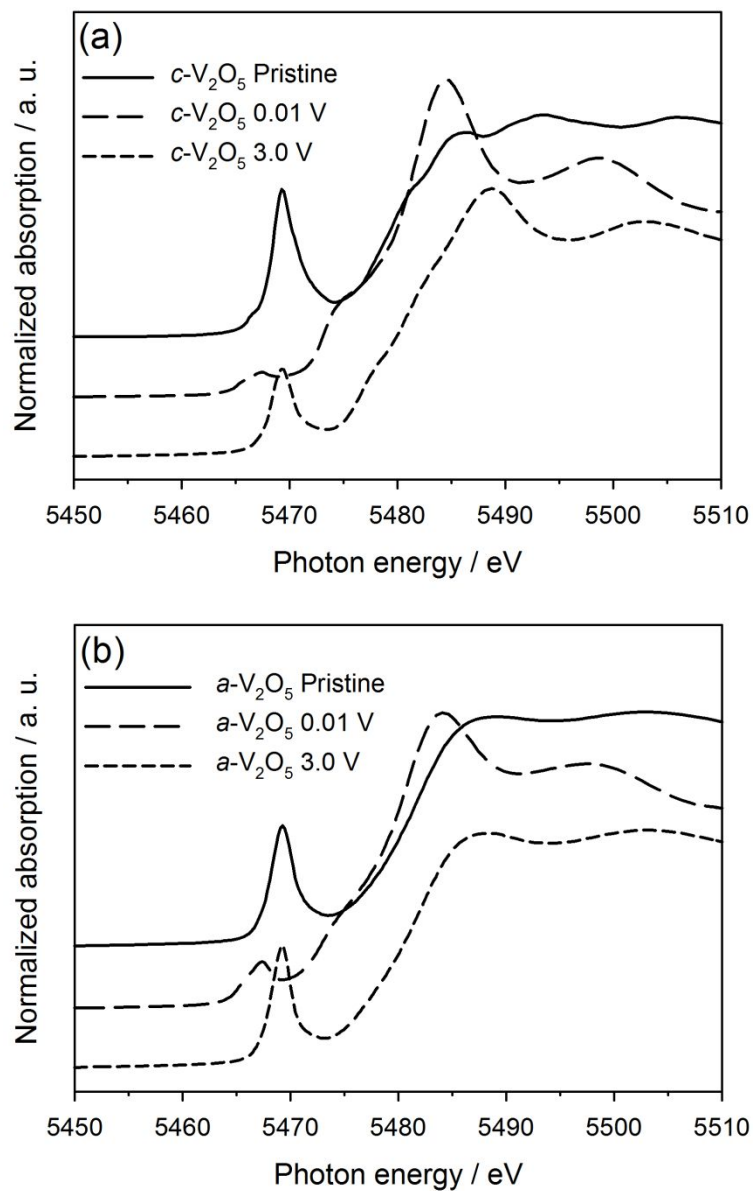 (a)
c-V₂O₅ Pristine
c-V₂O₅ 0.01 V
c-V₂O₅ 3.0 V
Normalized absorption / a. u.
5450 5460 5470 5480 5490 5500 5510
Photon energy / eV
(b)
a-V₂O₅ Pristine
a-V₂O₅ 0.01 V
a-V₂O₅ 3.0 V
Normalized absorption / a. u.
5450 5460 5470 5480 5490 5500 5510
Photon energy / eV